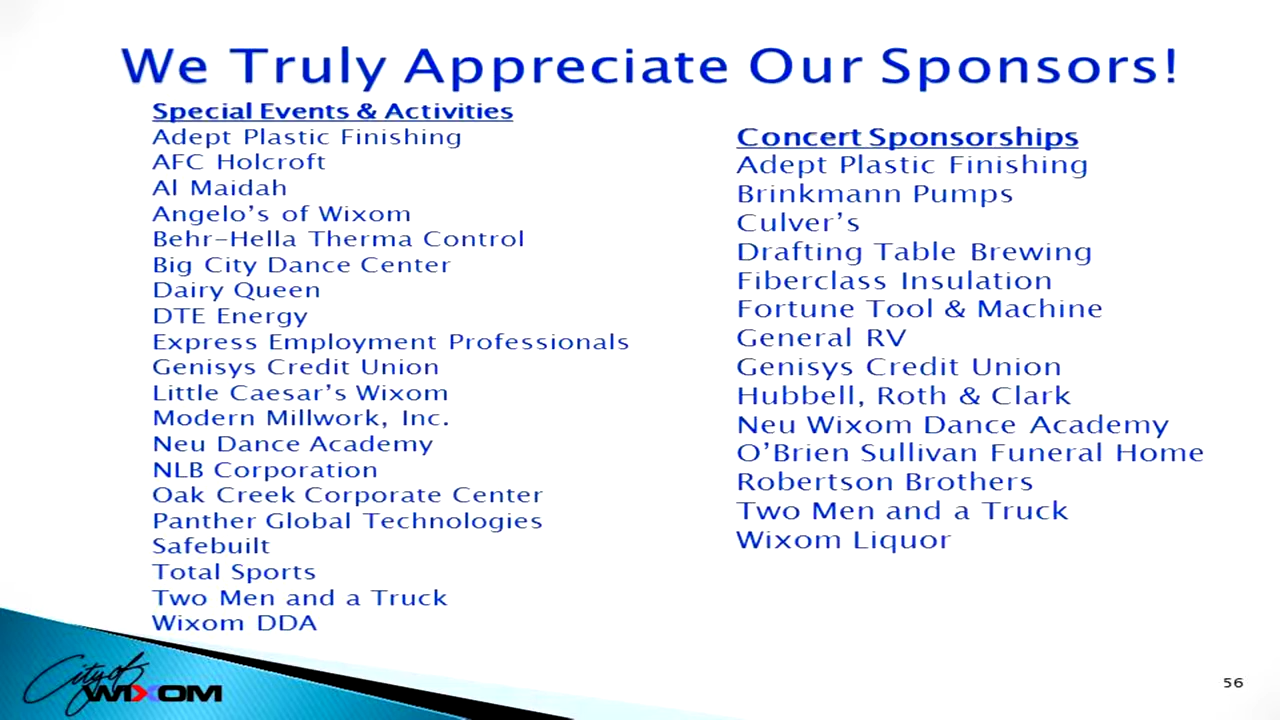 We Truly Appreciate Our Sponsors!
Special Events & Activities
Adept Plastic Finishing
AFC Holcroft
Al Maidah
Angelo's of Wixom
Behr-Hella Therma Control
Big City Dance Center
Dairy Queen
DTE Energy
Express Employment Professionals
Genisys Credit Union
Little Caesar's Wixom
Modern Millwork, Inc.
Neu Dance Academy
NLB Corporation
Oak Creek Corporate Center
Panther Global Technologies
Safebuilt
Total Sports
Two Men and a Truck
Wixom DDA
Concert Sponsorships
Adept Plastic Finishing
Brinkmann Pumps
Culver's
Drafting Table Brewing
Fiberclass Insulation
Fortune Tool & Machine
General RV
Genisys Credit Union
Hubbell, Roth & Clark
Neu Wixom Dance Academy
O'Brien Sullivan Funeral Home
Robertson Brothers
Two Men and a Truck
Wixom Liquor
City of
WIXOM
56